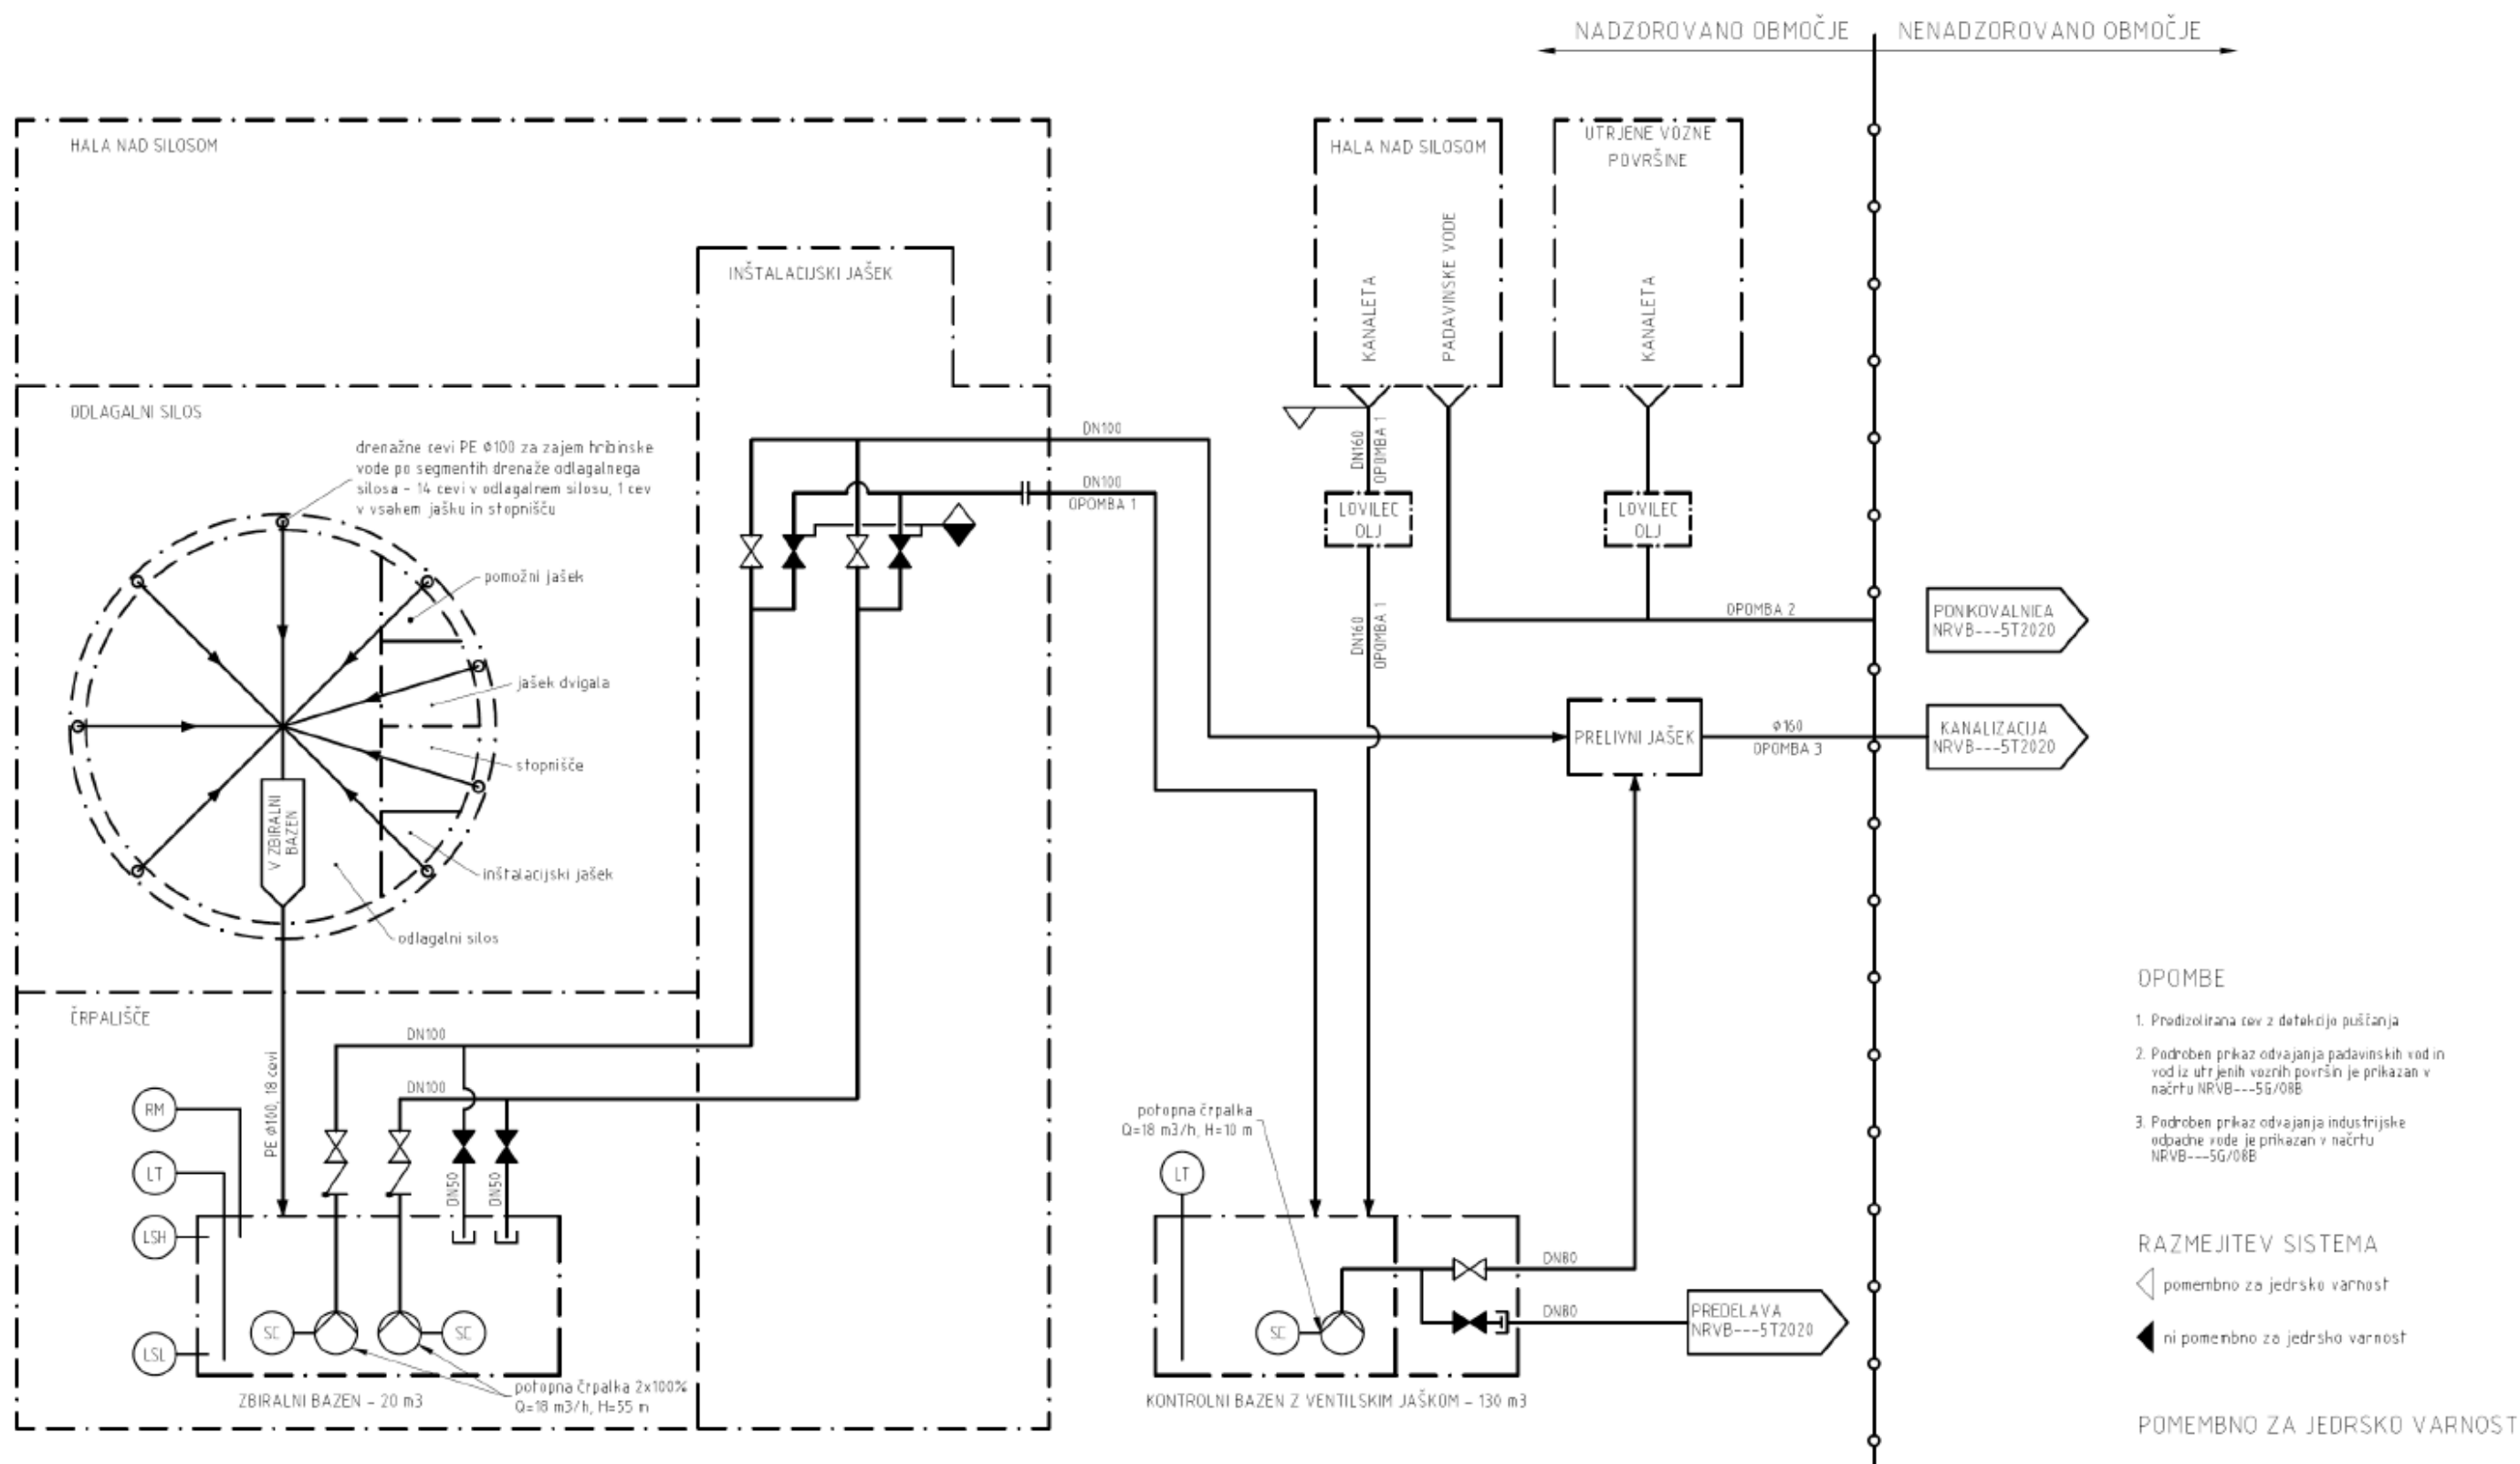 NADZOROVANO OBMOČJE
NENADZOROVANO OBMOČJE
HALA NAD SILOSOM
INŠTALACIJSKI JAŠEK
ODLAGALNI SILOS
drenažne cevi PE Ø100 za zajem hribinske
vode po segmentih drenaže odlagalnega
silosa - 14 cevi v odlagalnem silosu, 1 cev
v vsakem jašku in stopnišču
pomožni jašek
jašek dvigala
stopnišče
inštalacijski jašek
odlagalni silos
V ZBIRALNI
BAZEN
ČRPALIŠČE
PE Ø100, 18 cevi
DN100
DN100
DN50
DN50
RM
LT
LSH
LSL
SC
SC
ZBIRALNI BAZEN - 20 m3
potopna črpalka 2x100%
Q=18 m3/h, H=55 m
DN100
DN100
OPOMBA 1
HALA NAD SILOSOM
KANALETA
PADAVINSKE VODE
UTRJENE VOZNE
POVRŠINE
KANALETA
DN160
OPOMBA 1
LOVILEC
OLJ
LOVILEC
OLJ
DN160
OPOMBA 1
OPOMBA 2
PONIKOVALNICA
NRVB---5T2020
PRELIVNI JAŠEK
Ø160
OPOMBA 3
KANALIZACIJA
NRVB---5T2020
potopna črpalka
Q=18 m3/h, H=10 m
LT
SC
DN80
DN80
PREDELAVA
NRVB---5T2020
KONTROLNI BAZEN Z VENTILSKIM JAŠKOM - 130 m3
OPOMBE
1. Predizolirana cev z detekcijo puščanja
2. Podroben prikaz odvajanja padavinskih vod in
vod iz utrjenih voznih površin je prikazan v
načrtu NRVB---5G/08B
3. Podroben prikaz odvajanja industrijske
odpadne vode je prikazan v načrtu
NRVB---5G/08B
RAZMEJITEV SISTEMA
pomembno za jedrsko varnost
ni pomembno za jedrsko varnost
POMEMBNO ZA JEDRSKO VARNOST